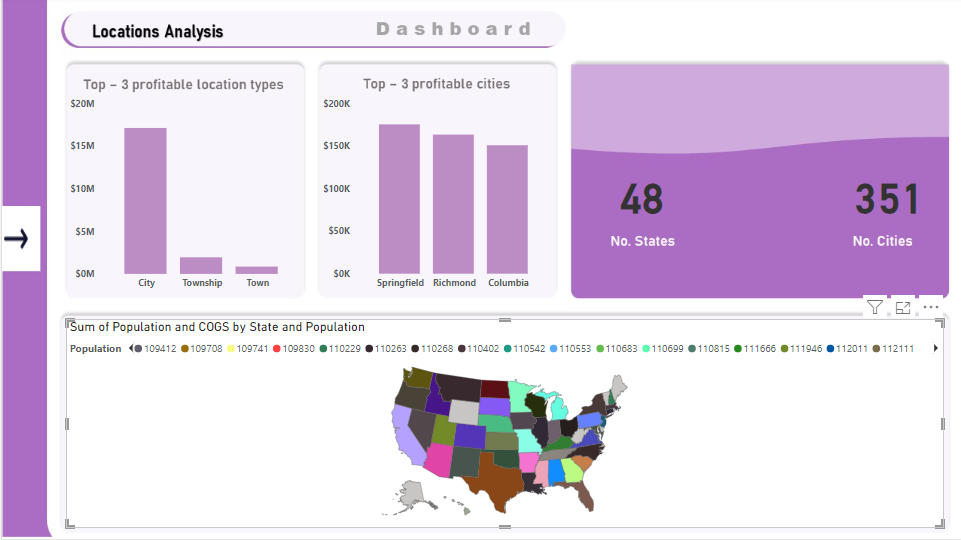 Locations Analysis
Dashboard
Top – 3 profitable location types
$20M
$15M
$10M
$5M
$0M
City Township Town
Top – 3 profitable cities
$200K
$150K
$100K
$50K
$0K
Springfield Richmond Columbia
48
No. States
351
No. Cities
Sum of Population and COGS by State and Population
Population 109412 109708 109741 109830 110229 110263 110268 110402 110542 110553 110683 110699 110815 111666 111946 112011 112111